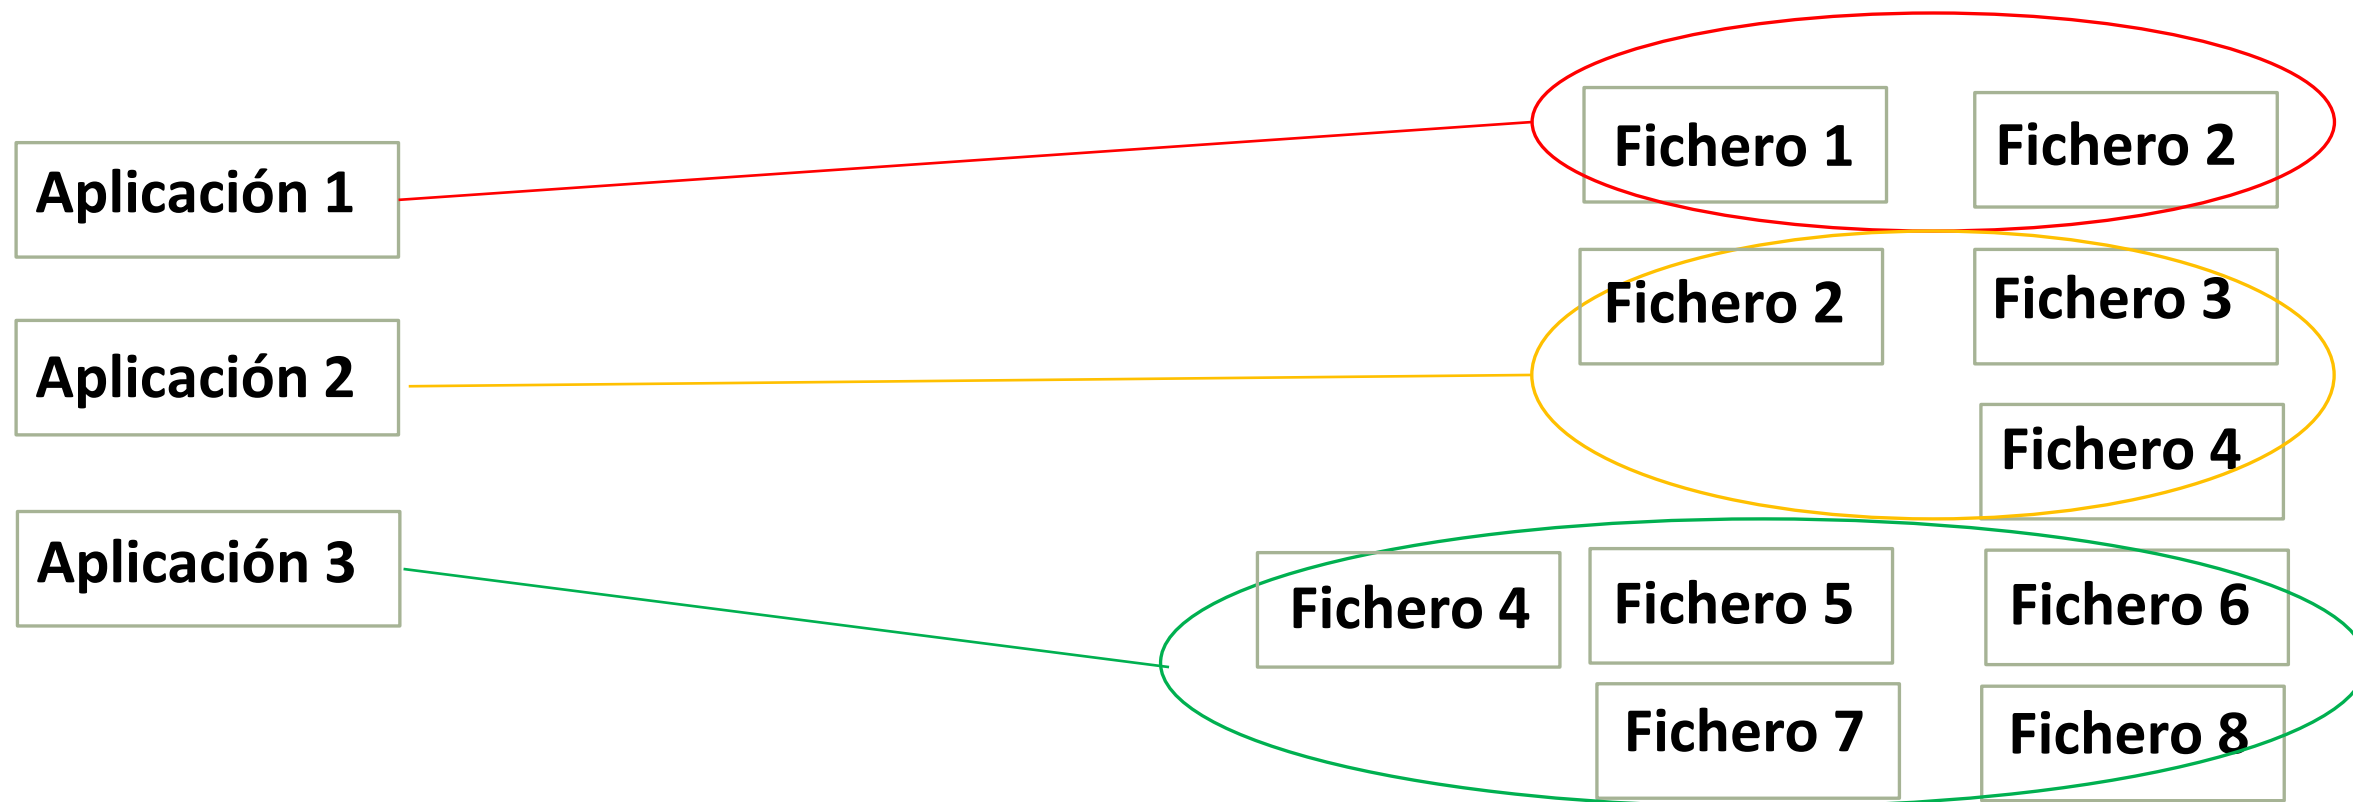 Aplicación 1
Fichero 1
Fichero 2
Aplicación 2
Fichero 2
Fichero 3
Fichero 4
Aplicación 3
Fichero 4
Fichero 5
Fichero 6
Fichero 7
Fichero 8